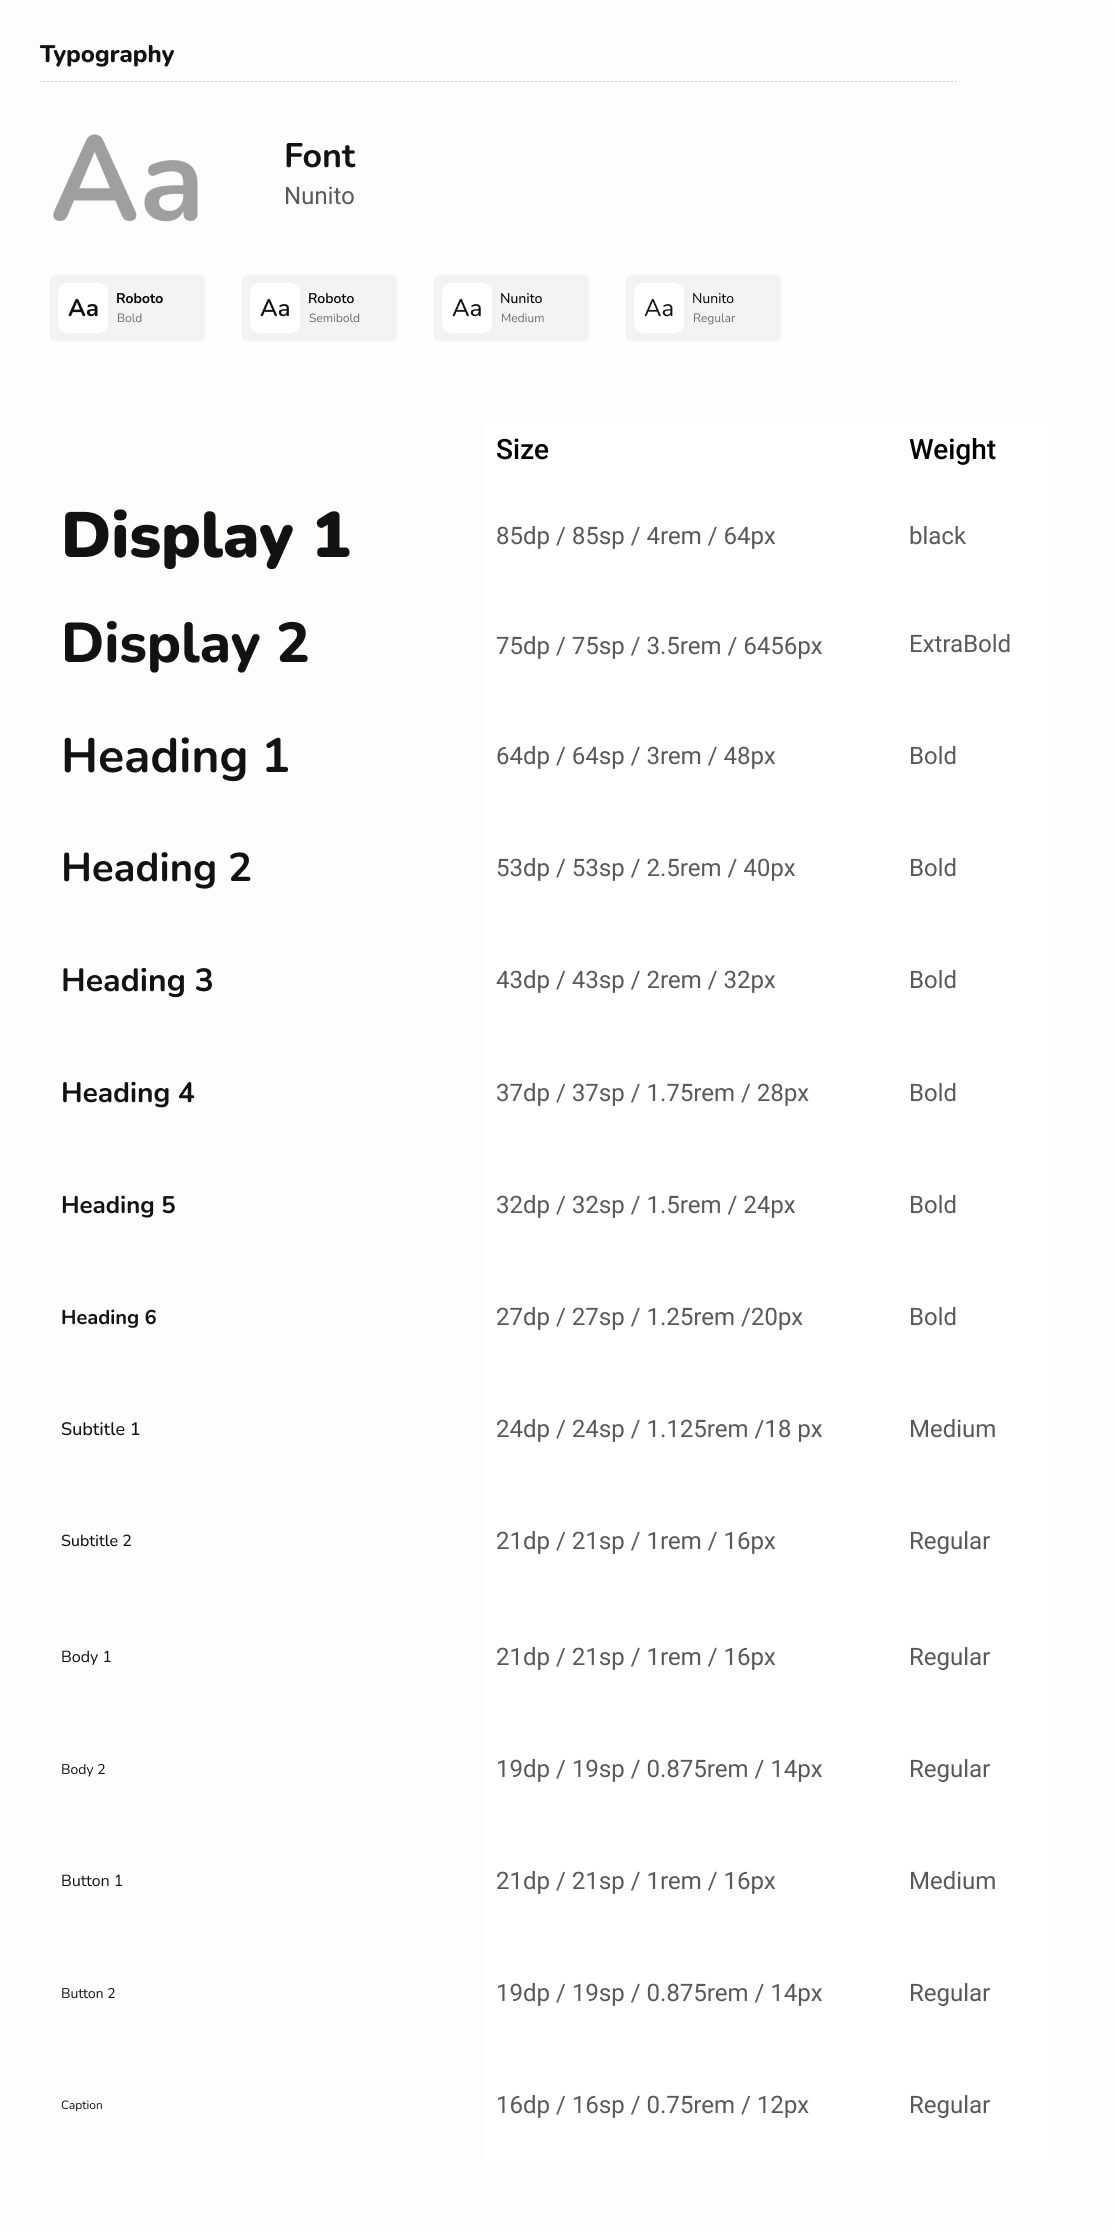 Typography
Aa
Font
Nunito
Aa
Roboto
Bold
Aa
Roboto
Semibold
Aa
Nunito
Medium
Aa
Nunito
Regular
Size Weight
Display 1 85dp / 85sp / 4rem / 64px black
Display 2 75dp / 75sp / 3.5rem / 6456px ExtraBold
Heading 1 64dp / 64sp / 3rem / 48px Bold
Heading 2 53dp / 53sp / 2.5rem / 40px Bold
Heading 3 43dp / 43sp / 2rem / 32px Bold
Heading 4 37dp / 37sp / 1.75rem / 28px Bold
Heading 5 32dp / 32sp / 1.5rem / 24px Bold
Heading 6 27dp / 27sp / 1.25rem /20px Bold
Subtitle 1 24dp / 24sp / 1.125rem /18 px Medium
Subtitle 2 21dp / 21sp / 1rem / 16px Regular
Body 1 21dp / 21sp / 1rem / 16px Regular
Body 2 19dp / 19sp / 0.875rem / 14px Regular
Button 1 21dp / 21sp / 1rem / 16px Medium
Button 2 19dp / 19sp / 0.875rem / 14px Regular
Caption 16dp / 16sp / 0.75rem / 12px Regular